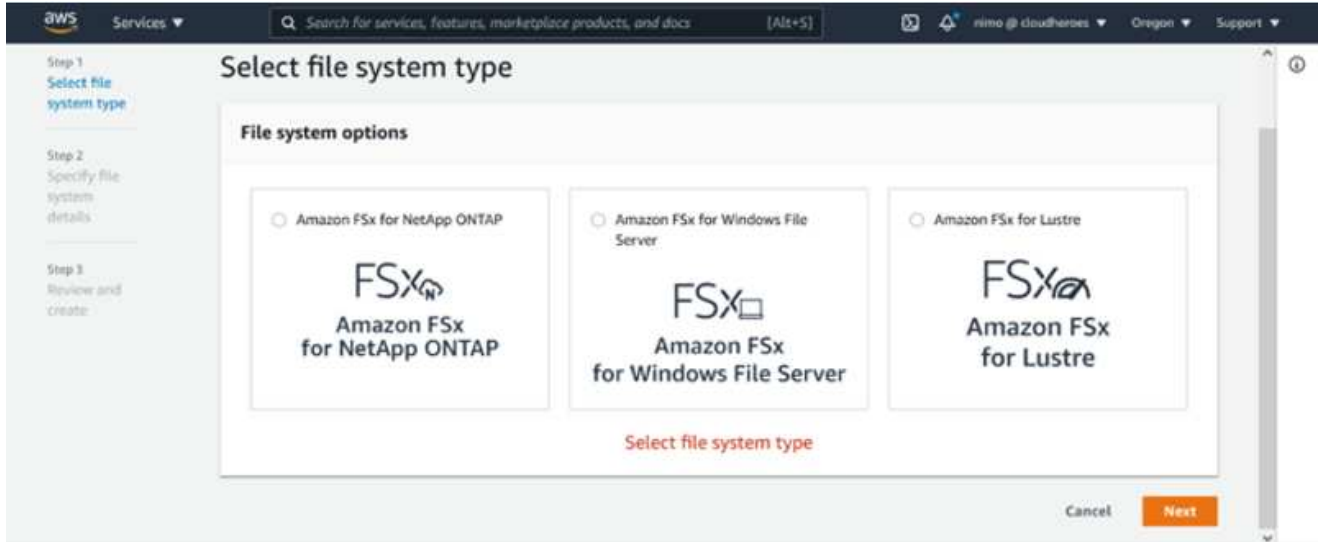 aws
Services ▼
Search for services, features, marketplace products, and docs
[Alt+S]
nimo @ cloudheroes ▼
Oregon ▼
Support ▼
Step 1
Select file
system type
Step 2
Specify file
system
details
Step 3
Review and
create
Select file system type
File system options
Amazon FSx for NetApp ONTAP
FSx
N
Amazon FSx
for NetApp ONTAP
Amazon FSx for Windows File
Server
FSx
Amazon FSx
for Windows File Server
Amazon FSx for Lustre
FSx
Amazon FSx
for Lustre
Select file system type
Cancel
Next